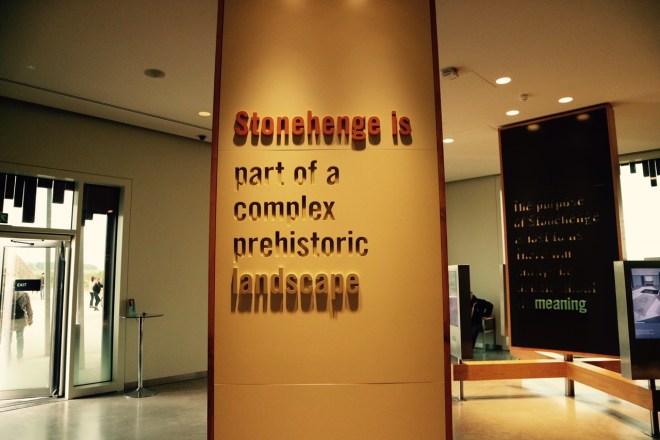 Stonehenge is
part of a
complex
prehistoric
landscape
EXIT
The purpose
of Stonehenge
meaning